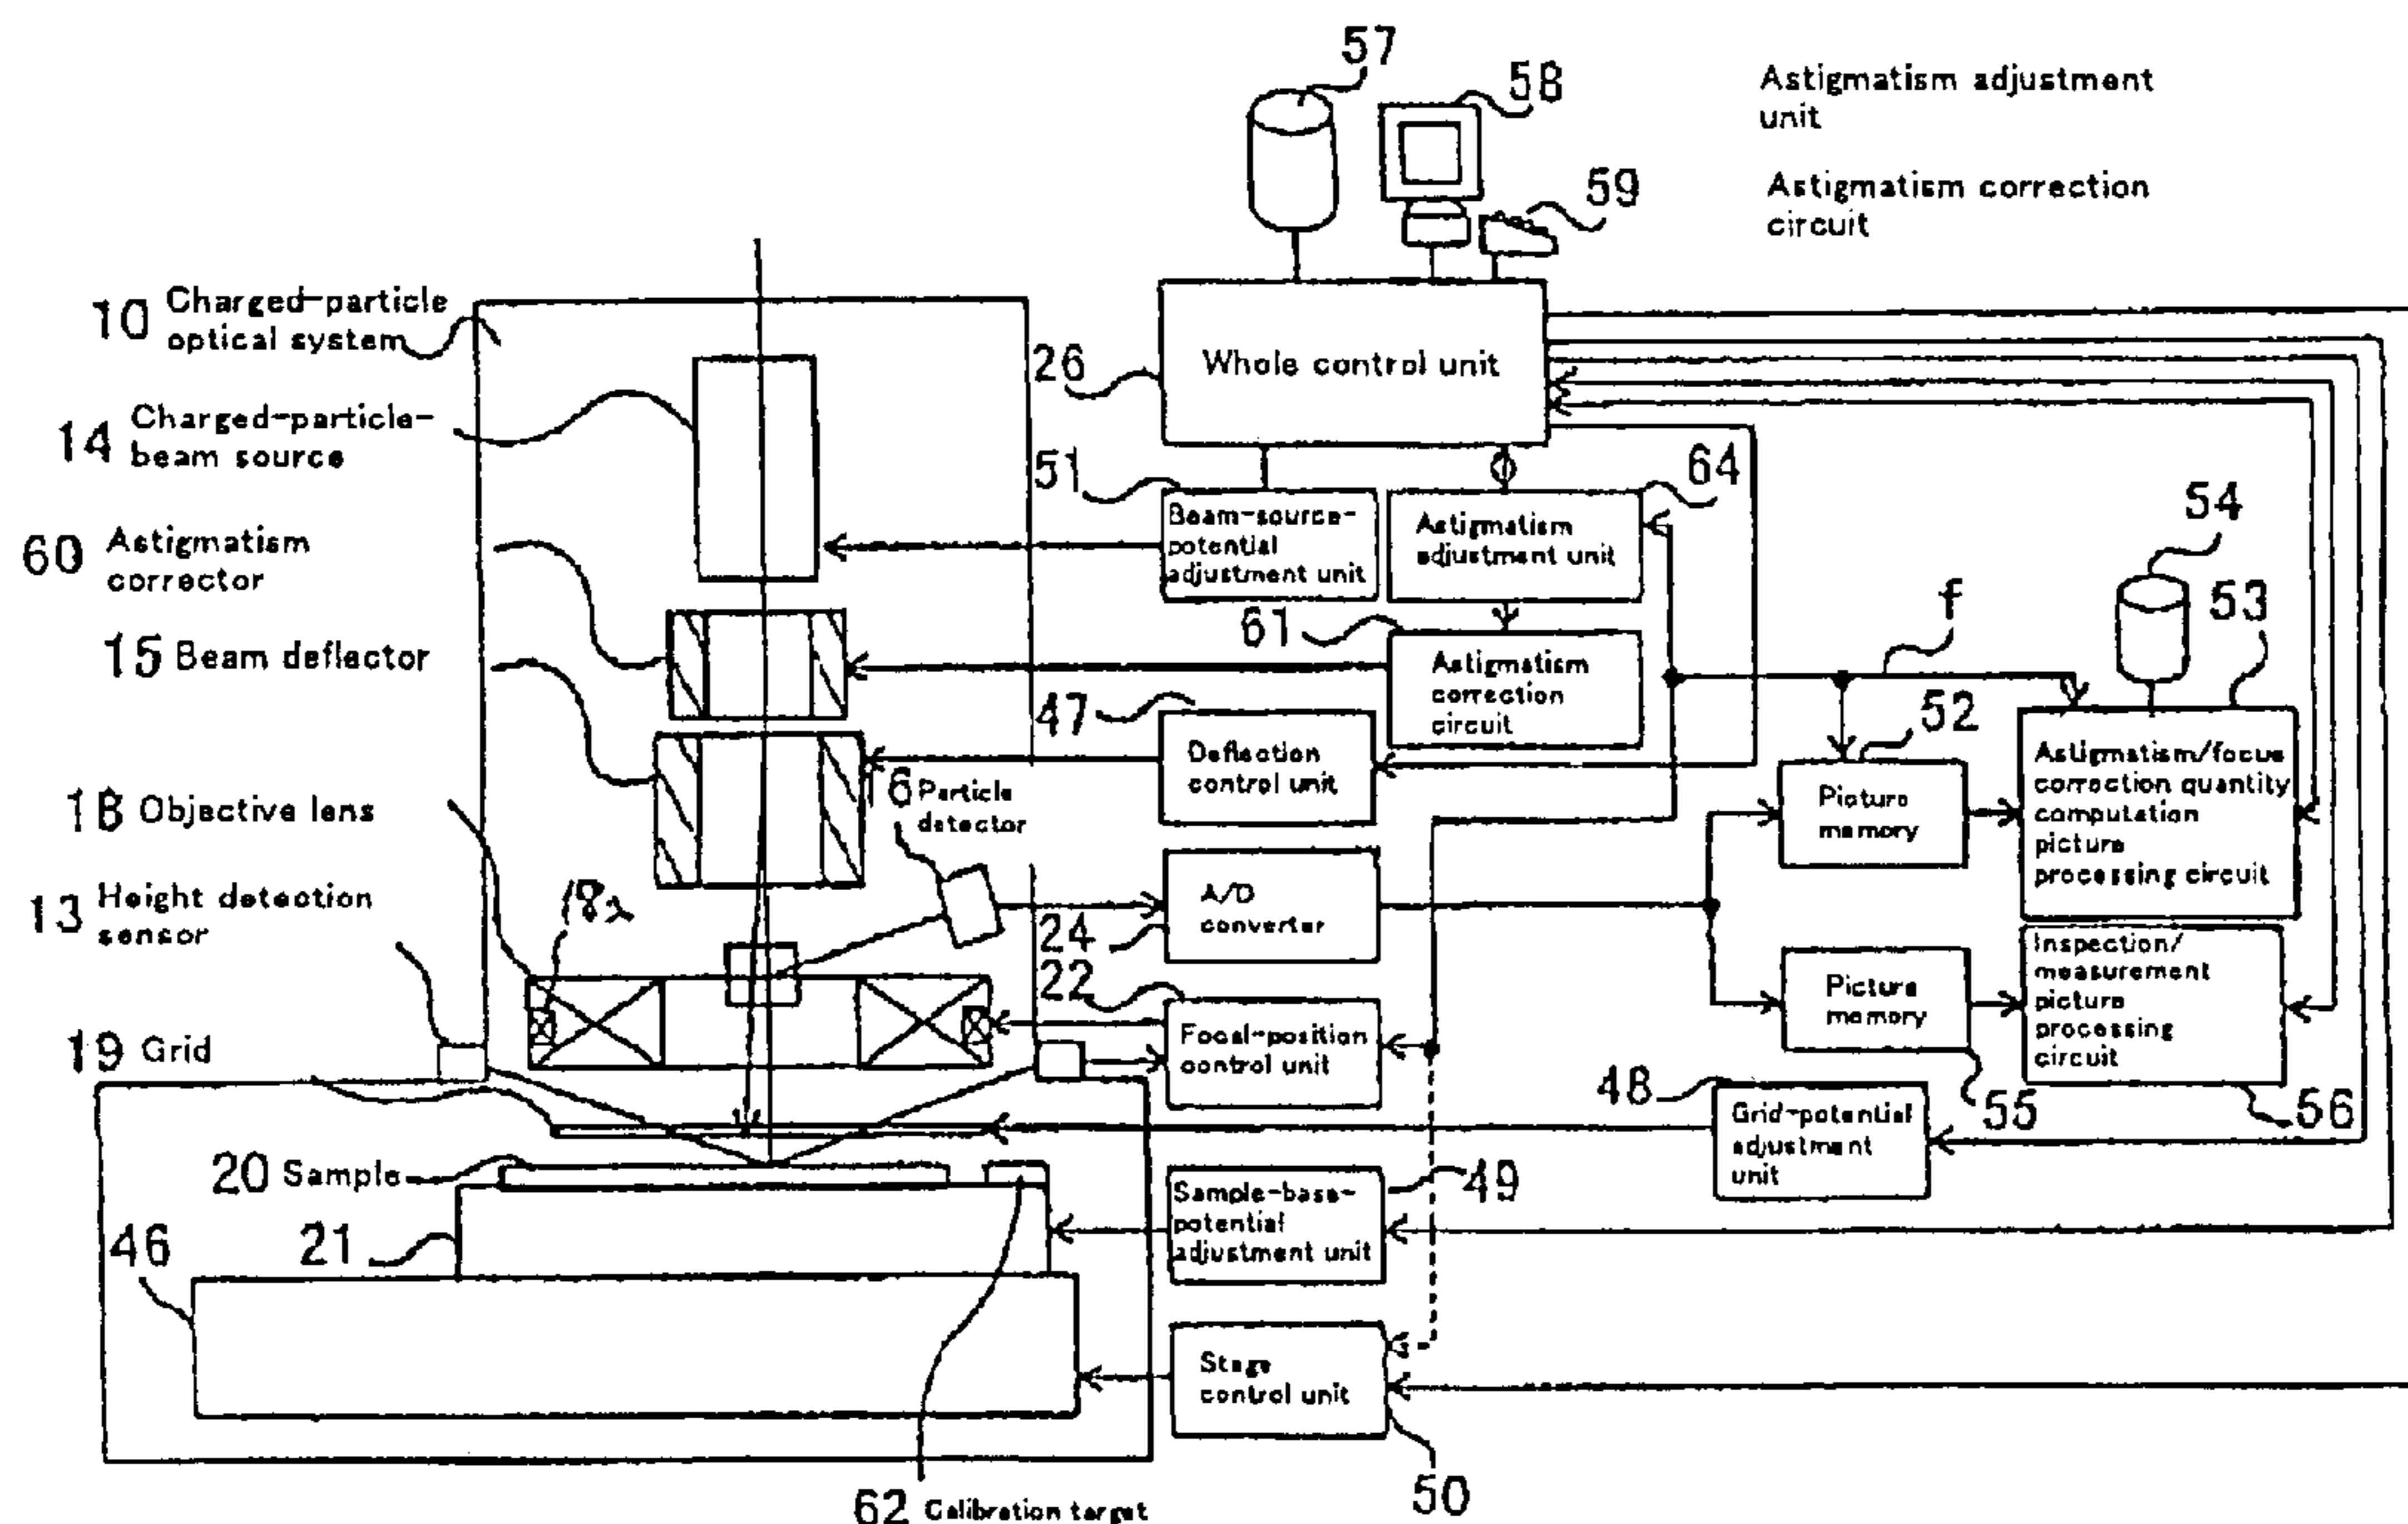 57
58
Astigmatism adjustment
unit
59
Astigmatism correction
circuit
10 Charged-particle
optical system
26
Whole control unit
14 Charged-particle-
beam source
51
64
Beam-source-
potential
adjustment unit
Astigmatism
adjustment unit
54
60 Astigmatism
corrector
61
f
53
15 Beam deflector
Astigmatism
correction
circuit
47
52
Deflection
control unit
Astigmatism/focus
correction quantity
computation
picture
processing circuit
16 Particle
detector
Picture
memory
18 Objective lens
18a
A/D
converter
24
13 Height detection
sensor
22
Picture
memory
Inspection/
measurement
picture
processing
circuit
19 Grid
Focal-position
control unit
48
55
56
Grid-potential
adjustment
unit
20 Sample
49
Sample-base-
potential
adjustment unit
46
21
Stage
control unit
50
62 Calibration target